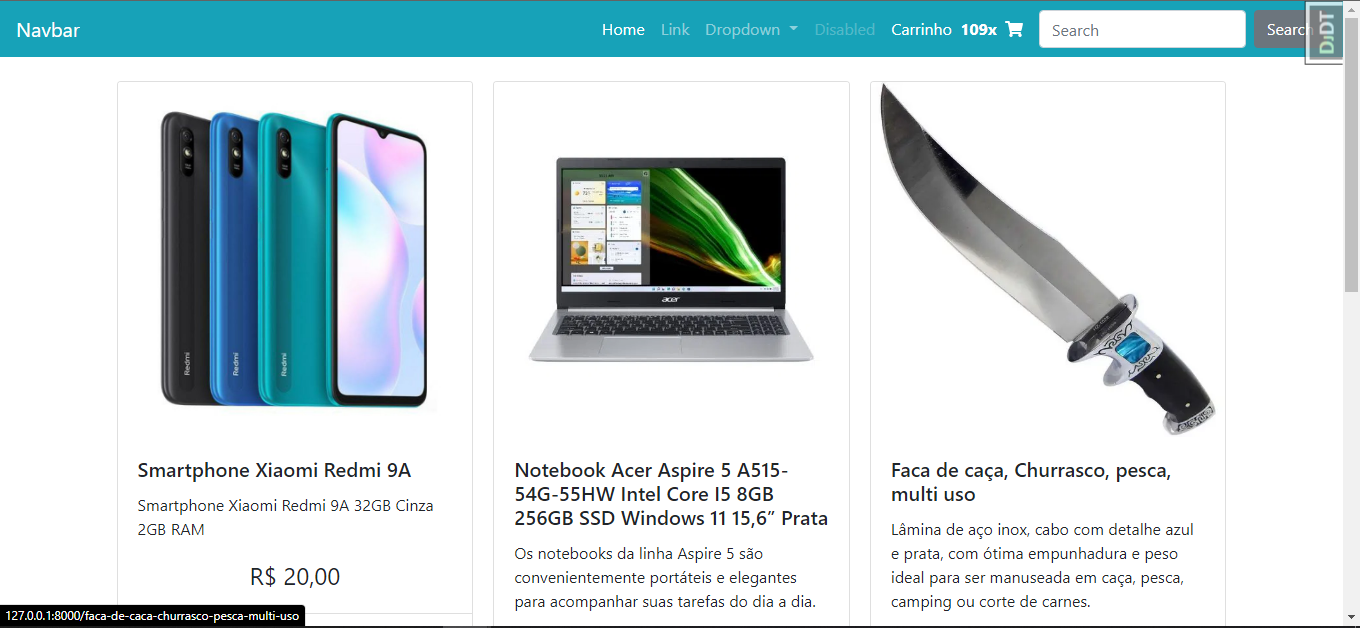 Navbar
Home Link Dropdown Disabled Carrinho 109x Search Search
DjDT
Redmi Redmi Redmi
acer
Smartphone Xiaomi Redmi 9A
Smartphone Xiaomi Redmi 9A 32GB Cinza
2GB RAM
R$ 20,00
Notebook Acer Aspire 5 A515-
54G-55HW Intel Core I5 8GB
256GB SSD Windows 11 15,6” Prata
Os notebooks da linha Aspire 5 são
convenientemente portáteis e elegantes
para acompanhar suas tarefas do dia a dia.
Faca de caça, Churrasco, pesca,
multi uso
Lâmina de aço inox, cabo com detalhe azul
e prata, com ótima empunhadura e peso
ideal para ser manuseada em caça, pesca,
camping ou corte de carnes.
127.0.0.1:8000/faca-de-caca-churrasco-pesca-multi-uso